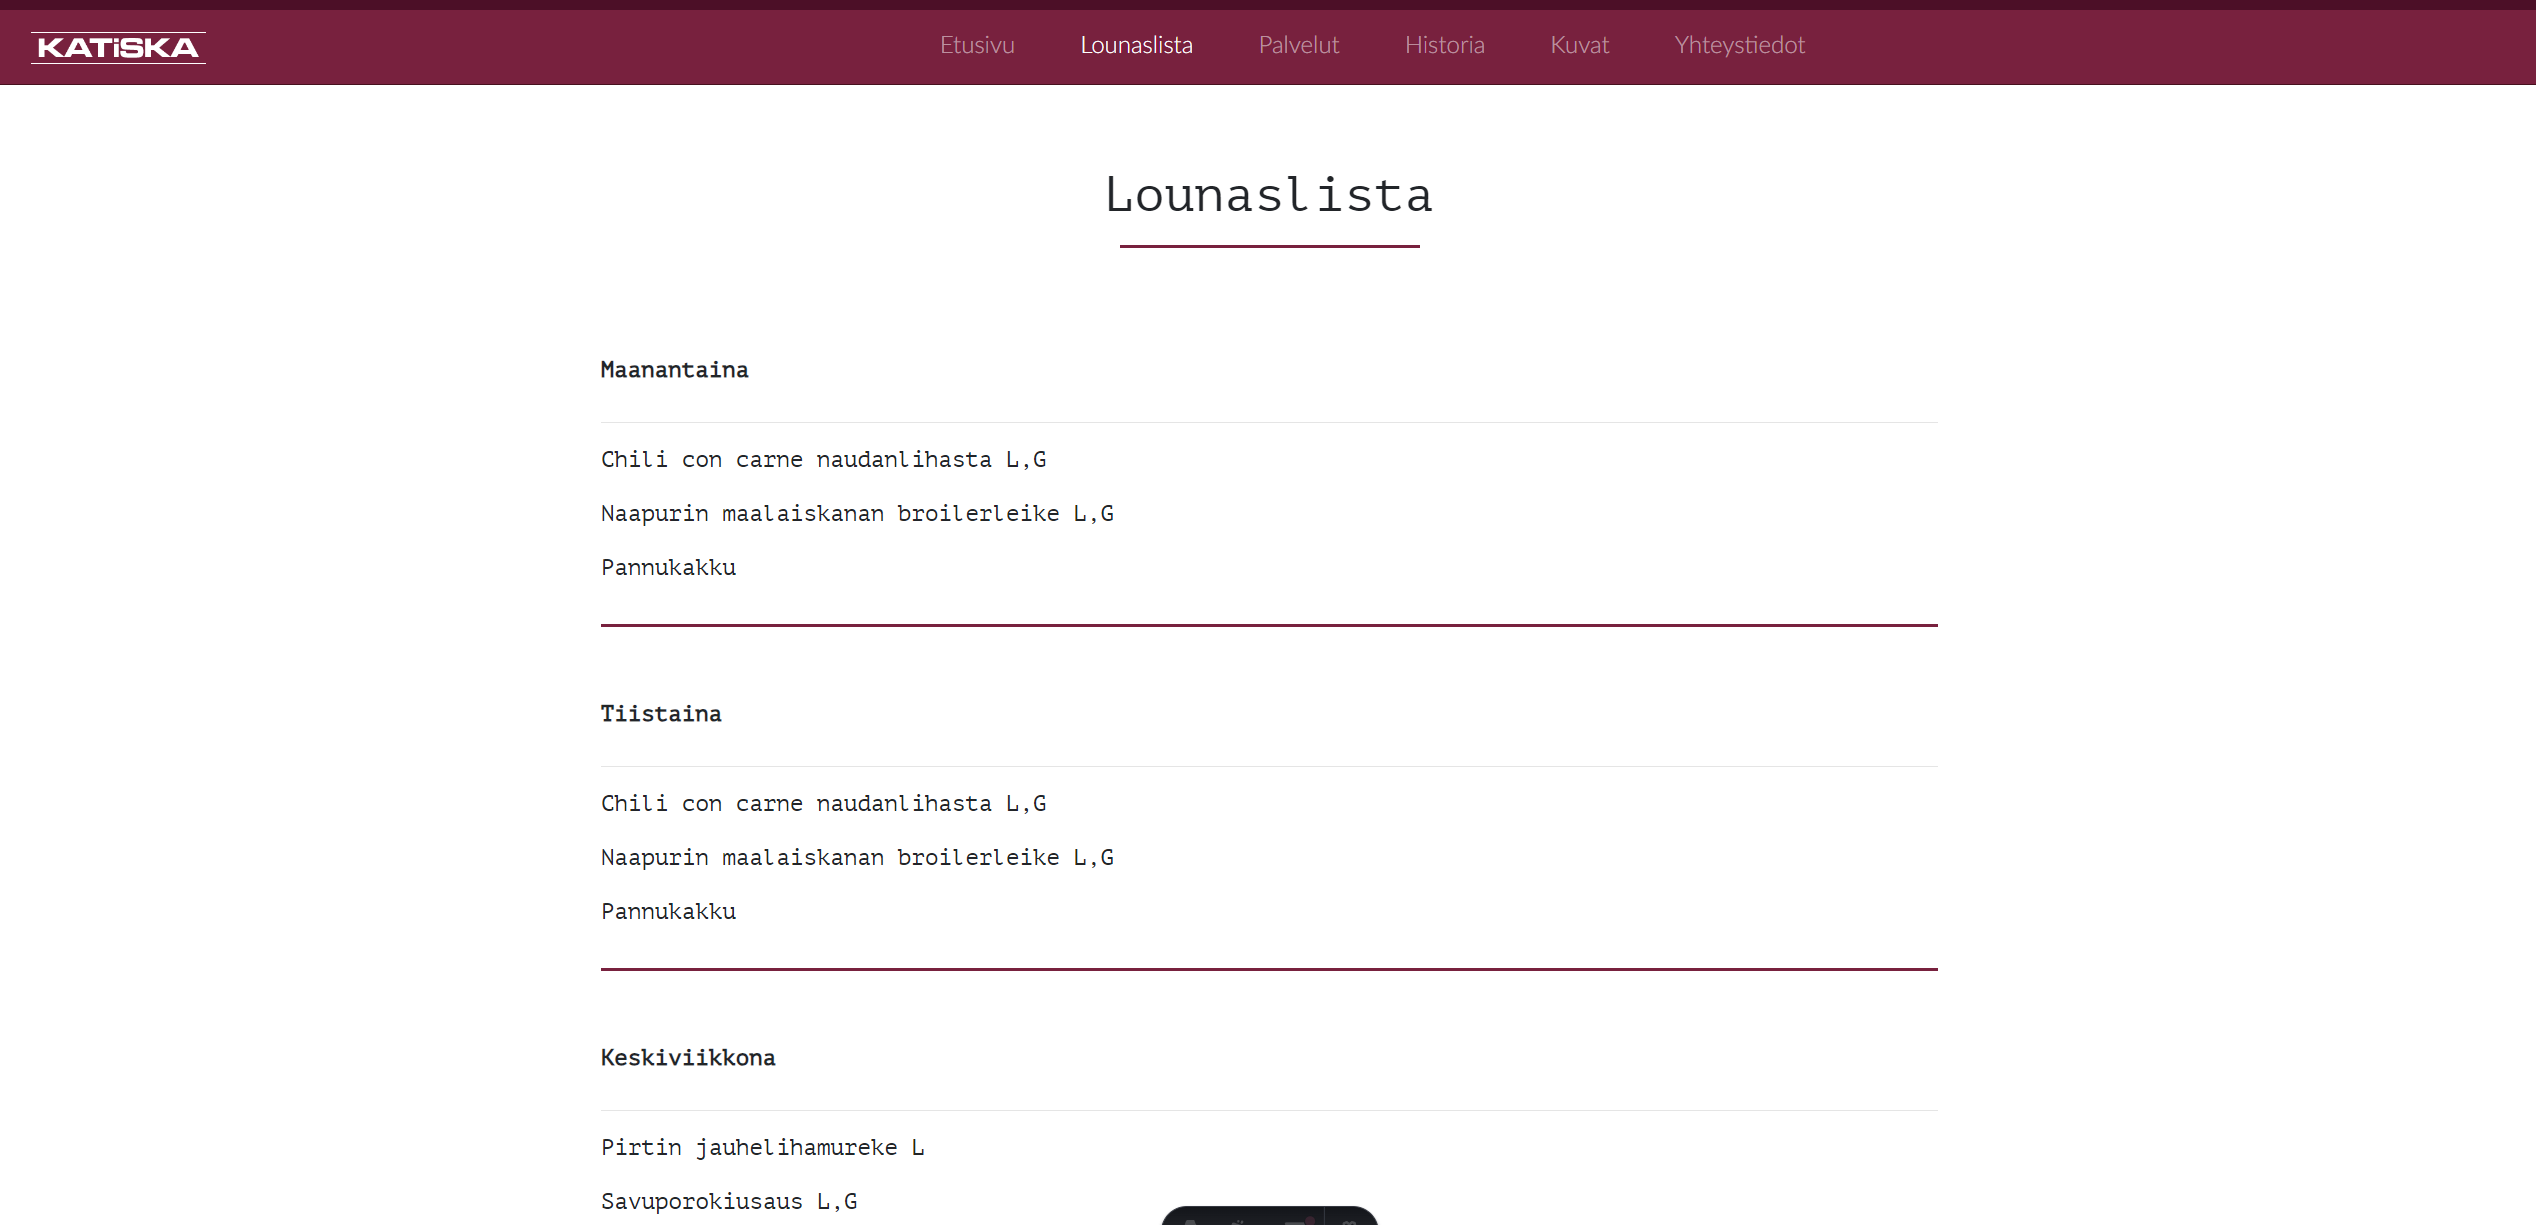 KATiSKA
Etusivu Lounaslista Palvelut Historia Kuvat Yhteystiedot
Lounaslista
Maanantaina
Chili con carne naudanlihasta L,G
Naapurin maalaiskanan broilerleike L,G
Pannukakku
Tiistaina
Chili con carne naudanlihasta L,G
Naapurin maalaiskanan broilerleike L,G
Pannukakku
Keskiviikkona
Pirtin jauhelihamureke L
Savuporokiusaus L,G